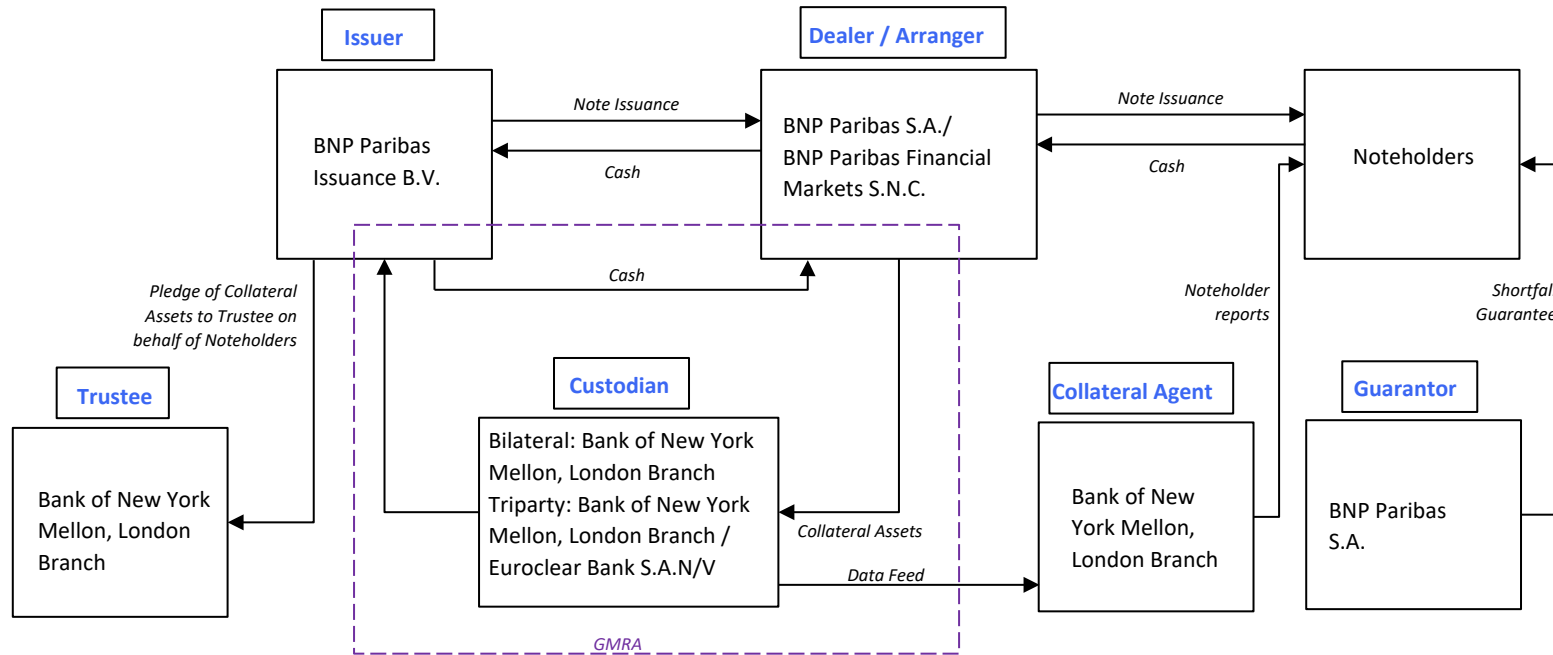 Issuer
Dealer / Arranger
BNP Paribas
Issuance B.V.
Note Issuance
Cash
BNP Paribas S.A./
BNP Paribas Financial
Markets S.N.C.
Note Issuance
Cash
Noteholders
Cash
Pledge of Collateral
Assets to Trustee on
behalf of Noteholders
Noteholder
reports
Shortfal
Guarantee
Trustee
Custodian
Collateral Agent
Guarantor
Bank of New York
Mellon, London
Branch
Bilateral: Bank of New York
Mellon, London Branch
Triparty: Bank of New York
Mellon, London Branch /
Euroclear Bank S.A.N/V
Collateral Assets
Data Feed
Bank of New
York Mellon,
London Branch
BNP Paribas
S.A.
GMRA